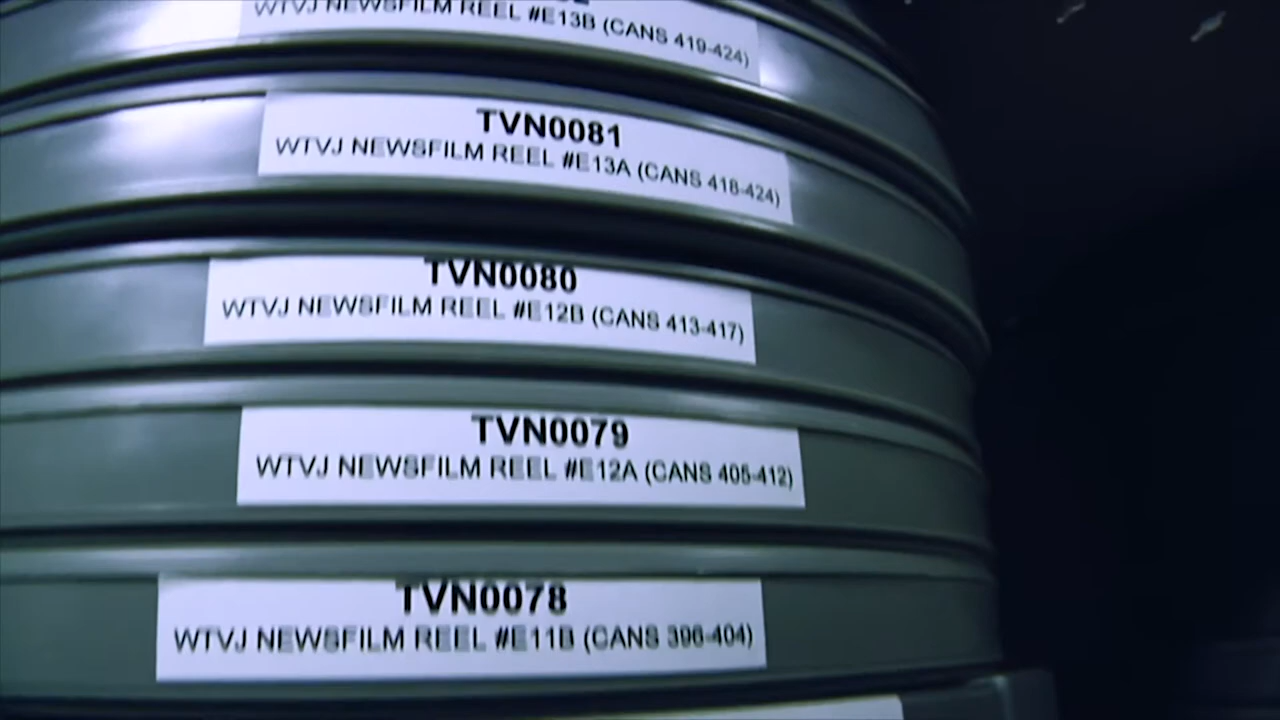 WTVJ NEWSFILM REEL #E13B (CANS 419-424)
TVN0081
WTVJ NEWSFILM REEL #E13A (CANS 418-424)
TVN0080
WTVJ NEWSFILM REEL #E12B (CANS 413-417)
TVN0079
WTVJ NEWSFILM REEL #E12A (CANS 405-412)
TVN0078
WTVJ NEWSFILM REEL #E11B (CANS 396-404)